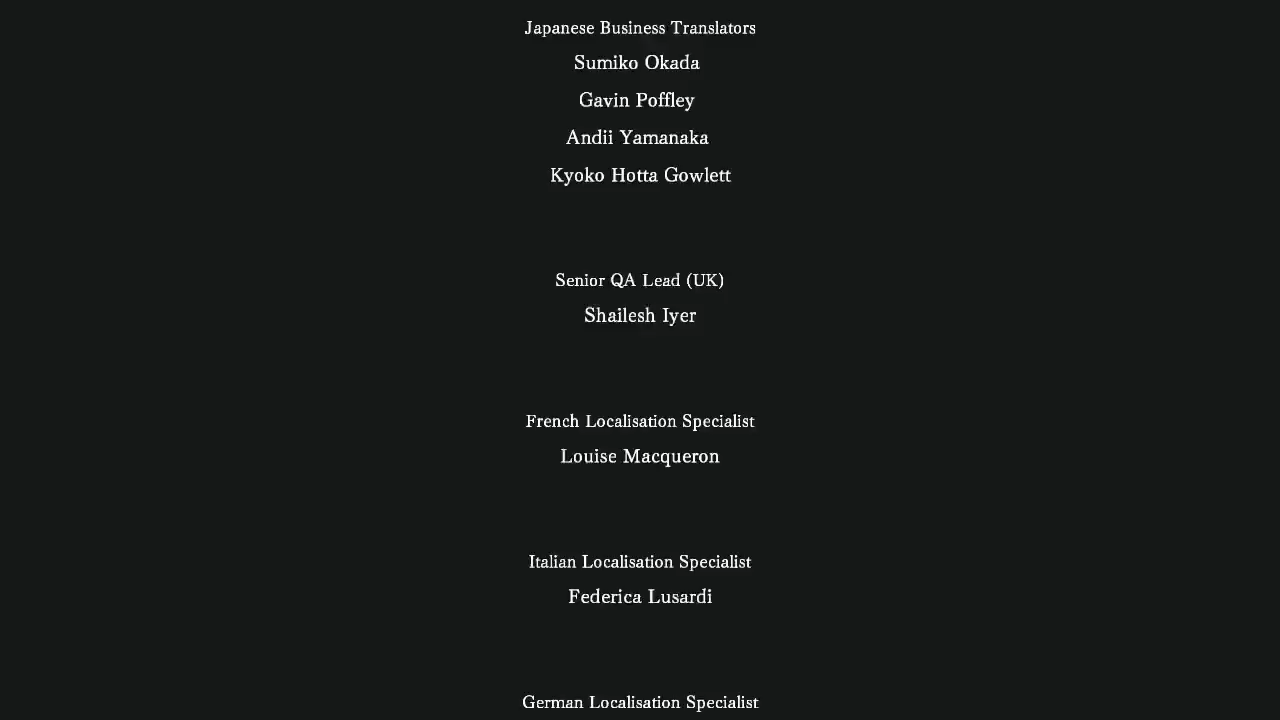 Japanese Business Translators
Sumiko Okada
Gavin Poffley
Andii Yamanaka
Kyoko Hotta Gowlett
Senior QA Lead (UK)
Shailesh Iyer
French Localisation Specialist
Louise Macqueron
Italian Localisation Specialist
Federica Lusardi
German Localisation Specialist